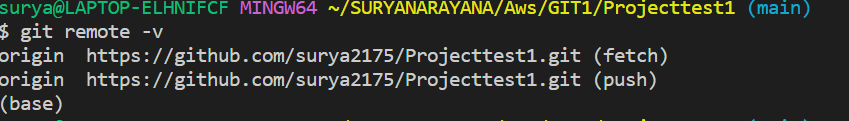 surya@LAPTOP-ELHNIFCF MINGW64 ~/SURYANARAYANA/Aws/GIT1/Projecttest1 (main)
$ git remote -v
origin  https://github.com/surya2175/Projecttest1.git (fetch)
origin  https://github.com/surya2175/Projecttest1.git (push)
(base)